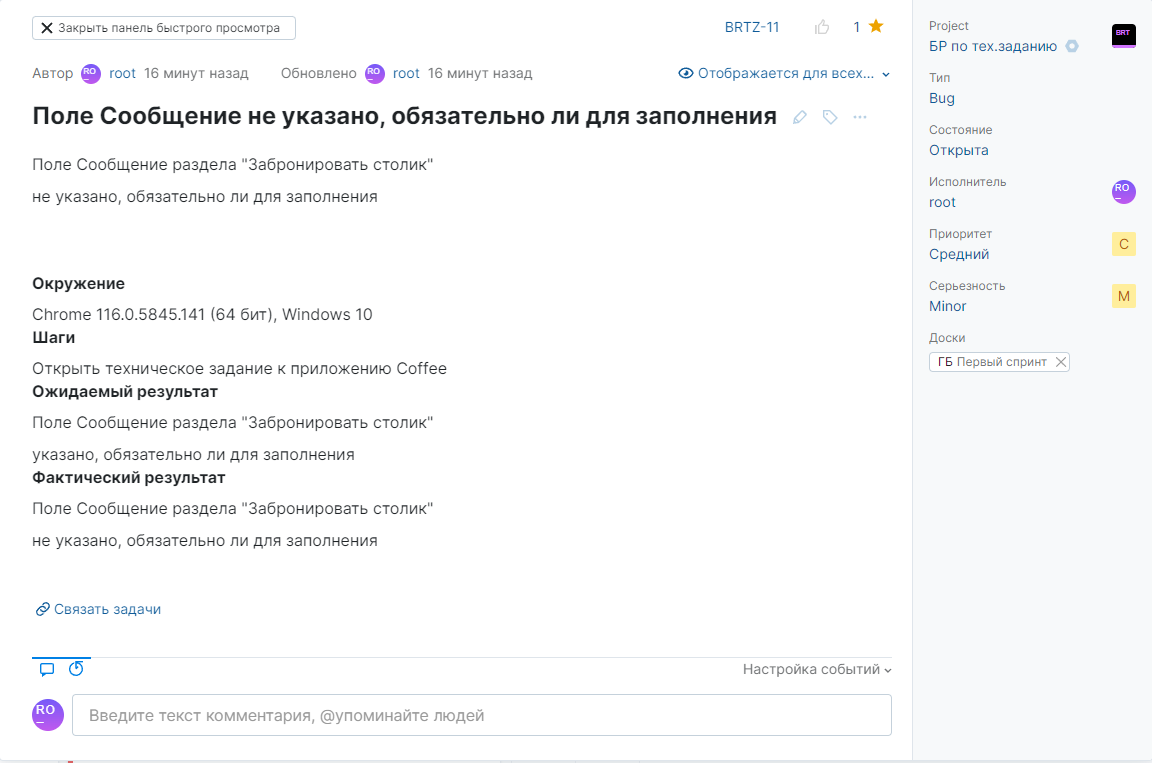 Закрыть панель быстрого просмотра
BRTZ-11
1
Автор RO root 16 минут назад Обновлено RO root 16 минут назад
Отображается для всех...
Поле Сообщение не указано, обязательно ли для заполнения
Поле Сообщение раздела "Забронировать столик"
не указано, обязательно ли для заполнения
Окружение
Chrome 116.0.5845.141 (64 бит), Windows 10
Шаги
Открыть техническое задание к приложению Coffee
Ожидаемый результат
Поле Сообщение раздела "Забронировать столик"
указано, обязательно ли для заполнения
Фактический результат
Поле Сообщение раздела "Забронировать столик"
не указано, обязательно ли для заполнения
Связать задачи
Настройка событий
RO
Введите текст комментария, @упоминайте людей
Project
БР по тех.заданию
BRT
Тип
Bug
Состояние
Открыта
Исполнитель
root
RO
Приоритет
Средний
С
Серьезность
Minor
M
Доски
ГБ Первый спринт